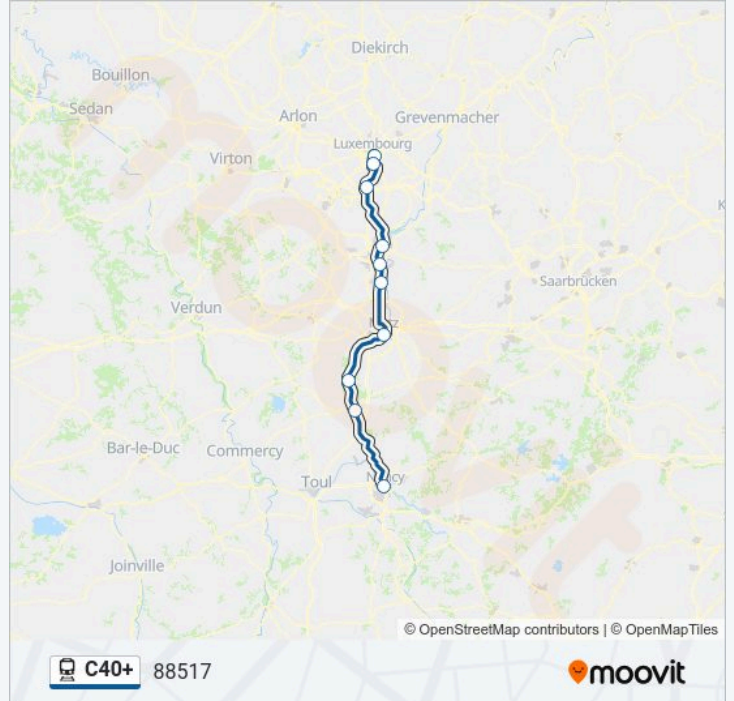 Diekirch
Bouillon
Sedan
Arlon
Grevenmacher
Luxembourg
Virton
K
Saarbrücken
Verdun
Bar-le-Duc
Commercy
Toul
Joinville
© OpenStreetMap contributors | © OpenMapTiles
C40+ 88517
moovit